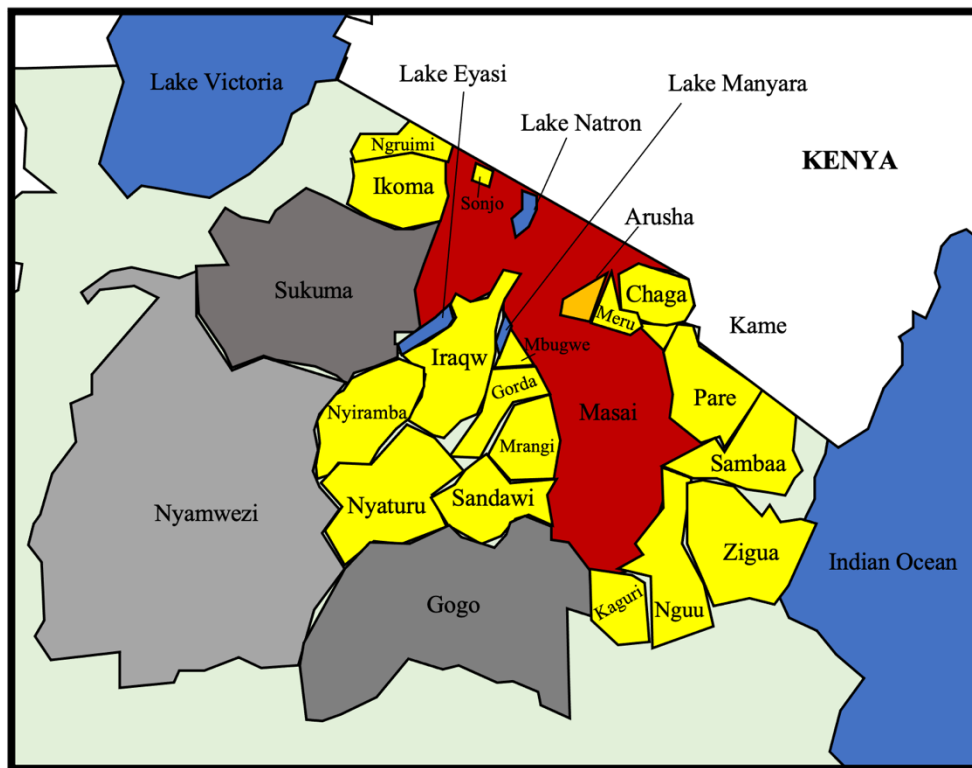 Lake Victoria
Lake Eyasi
Lake Manyara
Lake Natron
KENYA
Ngruimi
Ikoma
Sonjo
Arusha
Sukuma
Chaga
Meru
Kame
Iraqw
Mbugwe
Gorda
Nyiramba
Masai
Pare
Mrangi
Sambaa
Nyamwezi
Nyaturu
Sandawi
Zigua
Indian Ocean
Gogo
Kaguri
Nguu